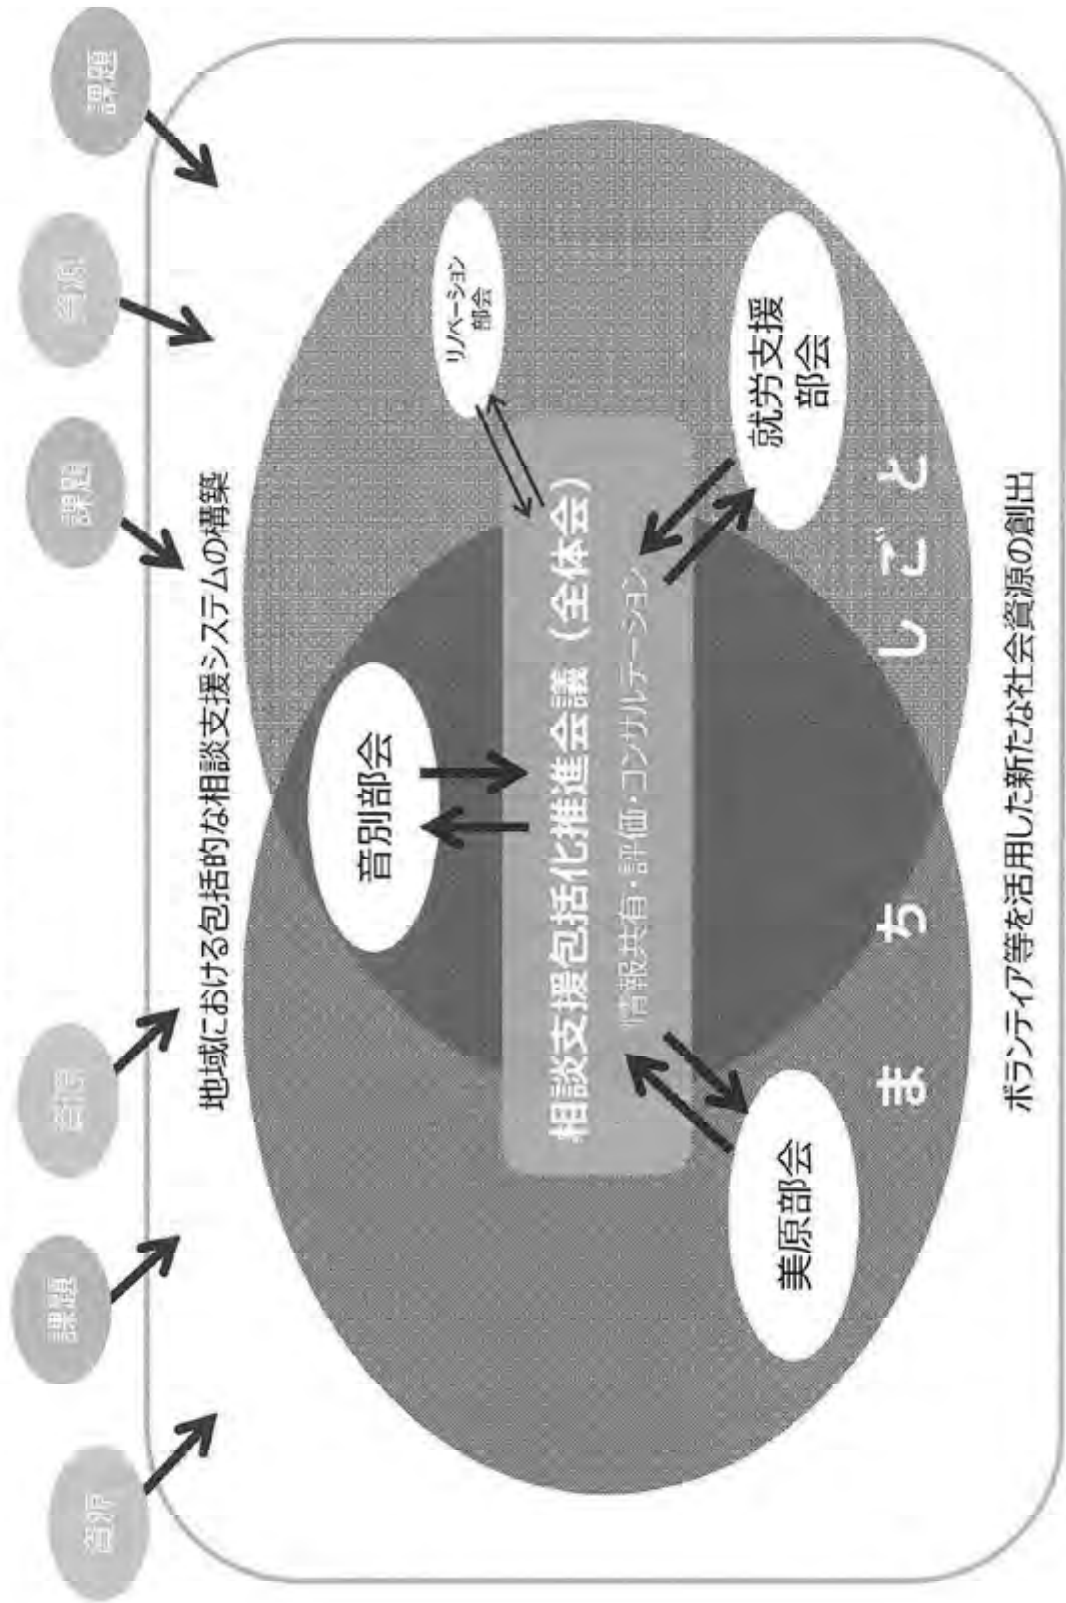 資源
課題
資源
課題
資源
課題
地域における包括的な相談支援システムの構築
音別部会
リノベーション
部会
相談支援包括化推進会議（全体会）
情報共有・評価・コンサルテーション
美原部会
就労支援
部会
まち
しごと
ボランティア等を活用した新たな社会資源の創出